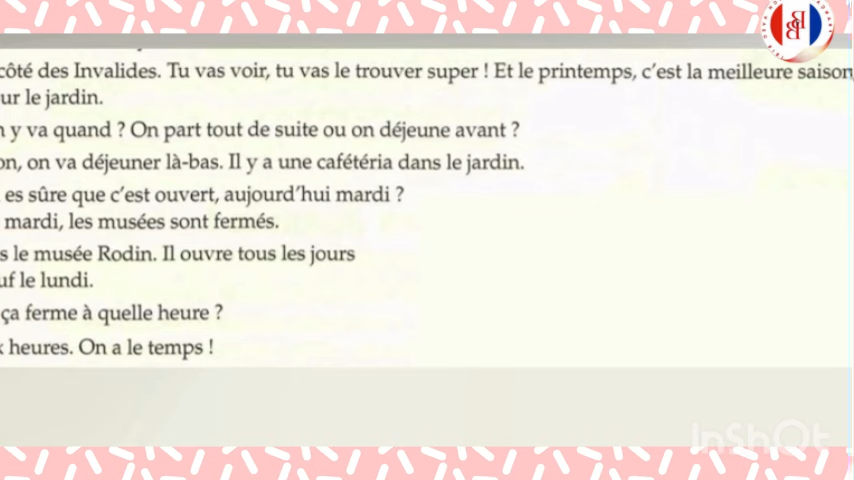 côté des Invalides. Tu vas voir, tu vas le trouver super ! Et le printemps, c'est la meilleure saison
ur le jardin.
n y va quand ? On part tout de suite ou on déjeune avant ?
on, on va déjeuner là-bas. Il y a une cafétéria dans le jardin.
es sûre que c'est ouvert, aujourd'hui mardi ?
mardi, les musées sont fermés.
s le musée Rodin. Il ouvre tous les jours
uf le lundi.
ça ferme à quelle heure ?
x heures. On a le temps !
InShOt